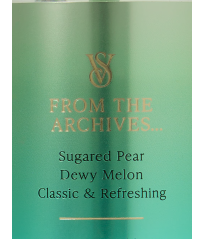 VS
FROM THE
ARCHIVES...
Sugared Pear
Dewy Melon
Classic & Refreshing